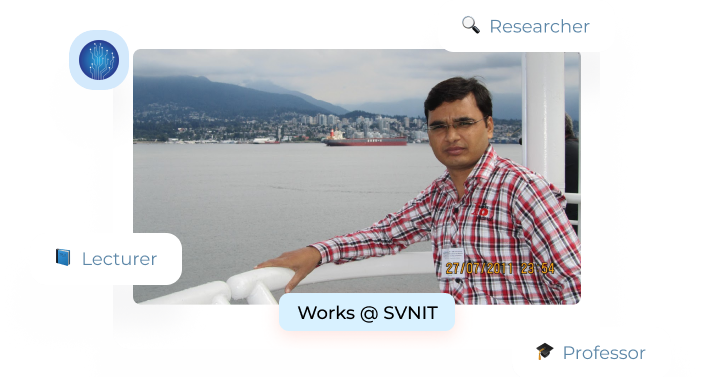 Researcher
Lecturer
27/07/2011 23:54
Works @ SVNIT
Professor